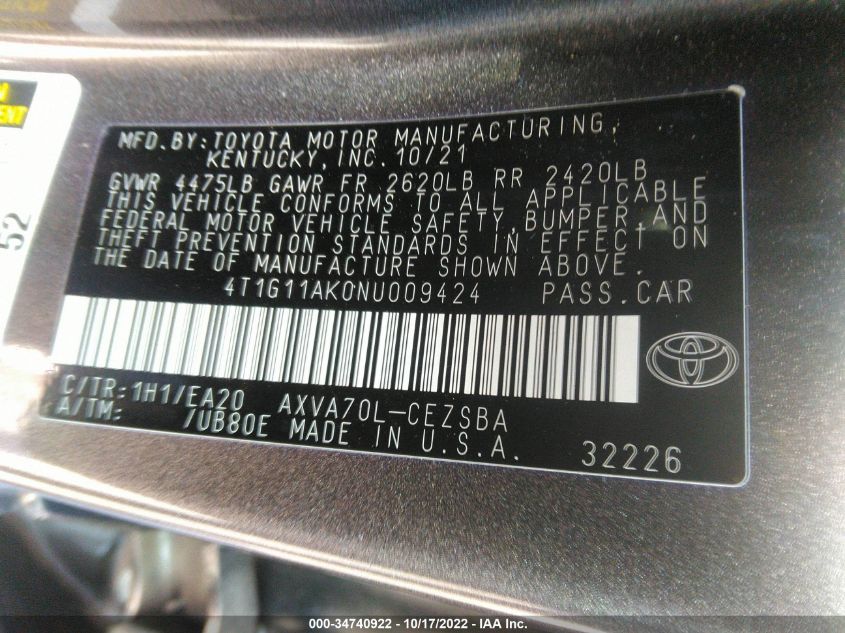 MFD.BY:TOYOTA MOTOR MANUFACTURING,
KENTUCKY, INC. 10/21
GVWR 4475LB GAWR FR 2620LB RR 2420LB
THIS VEHICLE CONFORMS TO ALL APPLICABLE
FEDERAL MOTOR VEHICLE SAFETY,BUMPER,AND
THEFT PREVENTION STANDARDS IN EFFECT ON
THE DATE OF MANUFACTURE SHOWN ABOVE.
4T1G11AK0NU009424 PASS.CAR
C/TR:1H1/EA20 AXVA70L-CEZSBA
A/TM: /UB80E MADE IN U.S.A. 32226
52
000-34740922 - 10/17/2022 - IAA Inc.